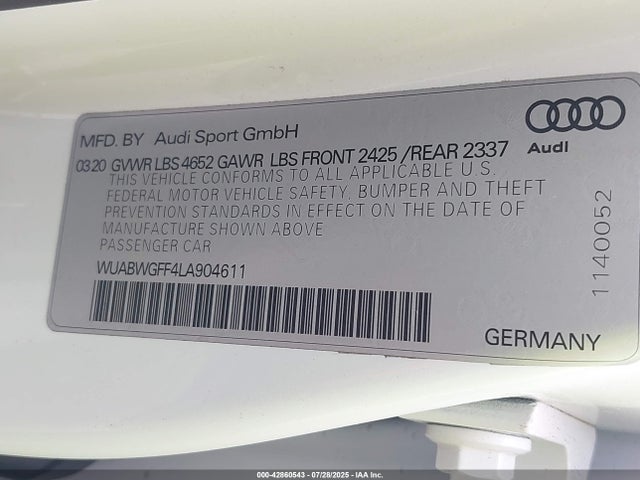 MFD. BY Audi Sport GmbH
Audi
03.20 GVWR LBS 4652 GAWR LBS FRONT 2425 /REAR 2337
THIS VEHICLE CONFORMS TO ALL APPLICABLE U.S.
FEDERAL MOTOR VEHICLE SAFETY, BUMPER AND THEFT
PREVENTION STANDARDS IN EFFECT ON THE DATE OF
MANUFACTURE SHOWN ABOVE
PASSENGER CAR
WUABWGFF4LA904611
1140052
GERMANY
000-42860543 - 07/28/2025 - IAA Inc.